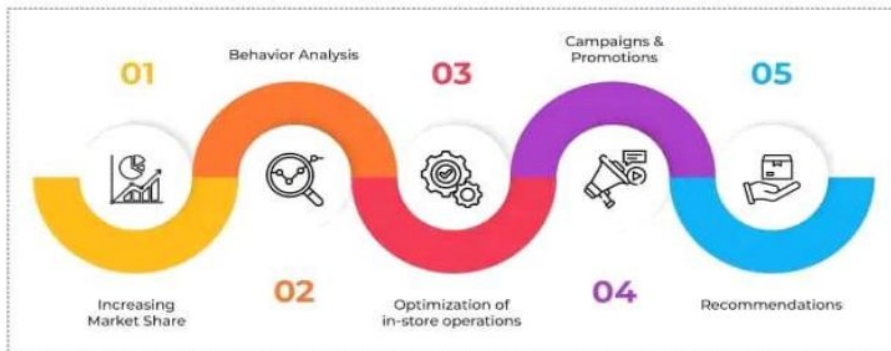 01
Increasing
Market Share
Behavior Analysis
02
03
Optimization of
in-store operations
Campaigns &
Promotions
04
05
Recommendations